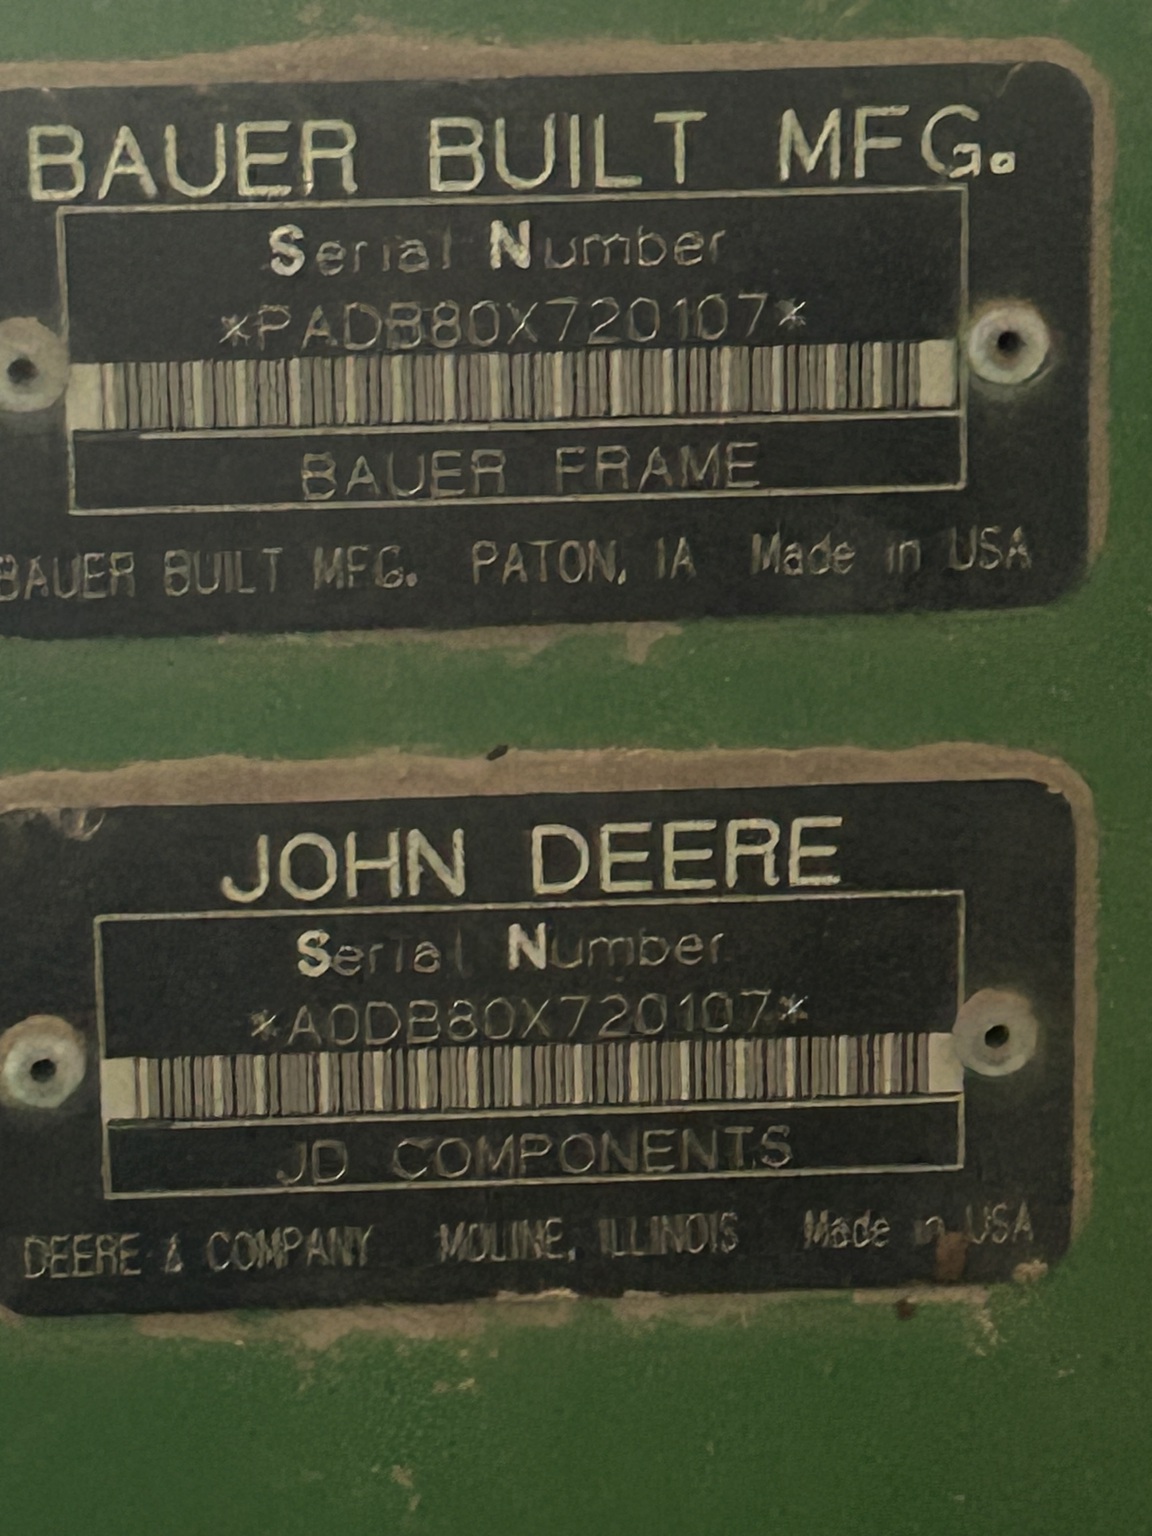 BAUER BUILT MFG.
Serial Number
*PADB80X720107*
BAUER FRAME
BAUER BUILT MFG. PATON, IA Made in USA
JOHN DEERE
Serial Number
*A0DB80X720107*
JD COMPONENTS
DEERE & COMPANY MOLINE, ILLINOIS Made in USA